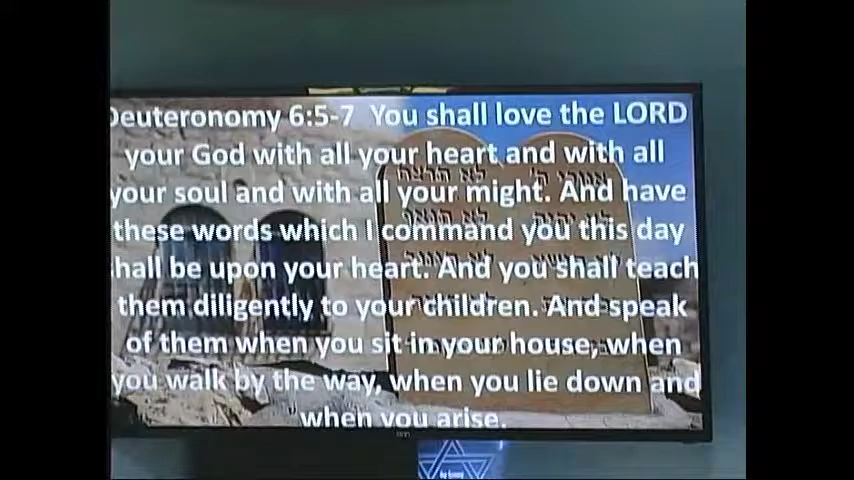 Deuteronomy 6:5-7 You shall love the LORD
your God with all your heart and with all
your soul and with all your might. And have
these words which I command you this day
shall be upon your heart. And you shall teach
them diligently to your children. And speak
of them when you sit in your house, when
you walk by the way, when you lie down and
when you arise.